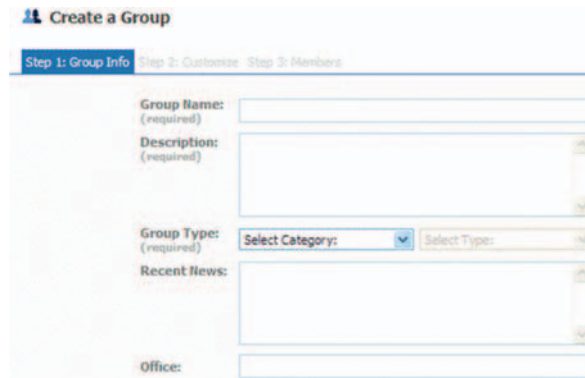 Create a Group
Step 1: Group Info Step 2: Customize Step 3: Members
Group Name:
(required)
Description:
(required)
Group Type:
(required)
Select Category: Select Type:
Recent News:
Office: